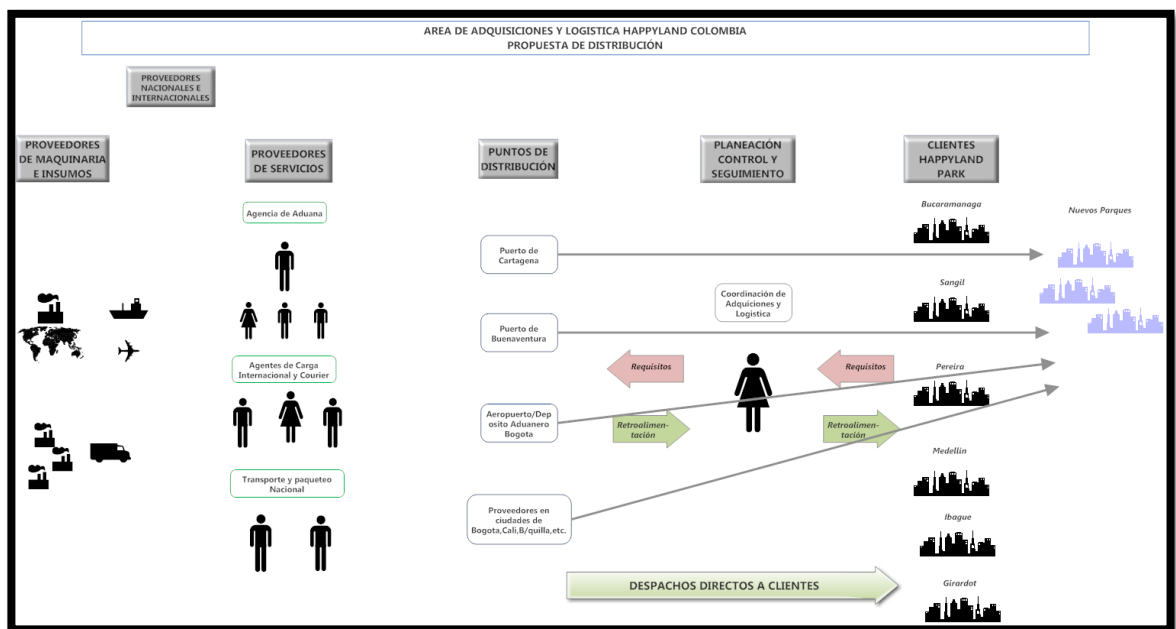 AREA DE ADQUISICIONES Y LOGISTICA HAPPYLAND COLOMBIA
PROPUESTA DE DISTRIBUCIÓN
PROVEEDORES
NACIONALES E
INTERNACIONALES
PROVEEDORES
DE MAQUINARIA
E INSUMOS
PROVEEDORES
DE SERVICIOS
PUNTOS DE
DISTRIBUCIÓN
PLANEACIÓN
CONTROL Y
SEGUIMIENTO
CLIENTES
HAPPYLAND
PARK
Agencia de Aduana
Agentes de Carga
Internacional y Courier
Transporte y paqueteo
Nacional
Puerto de
Cartagena
Puerto de
Buenaventura
Aeropuerto/Dep
osito Aduanero
Bogota
Proveedores en
ciudades de
Bogota,Cali,B/quilla,etc.
Coordinación de
Adquiciones y
Logistica
Requisitos
Requisitos
Retroalimen-
tación
Retroalimen-
tación
Bucaramanaga
Sangil
Pereira
Medellin
Ibague
Girardot
Nuevos Parques
DESPACHOS DIRECTOS A CLIENTES